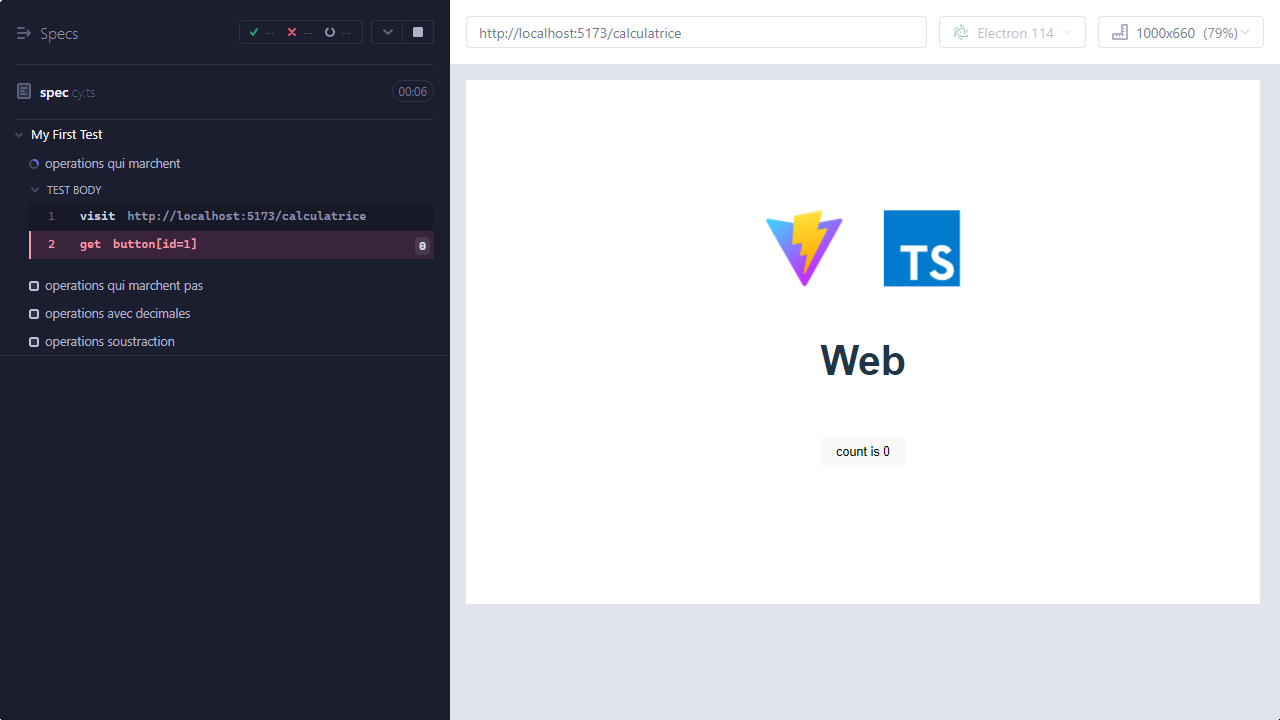 Specs
-- -- --
spec.cy.ts
00:06
My First Test
operations qui marchent
TEST BODY
1 visit http://localhost:5173/calculatrice
2 get button[id=1] 0
operations qui marchent pas
operations avec decimales
operations soustraction
http://localhost:5173/calculatrice
Electron 114
1000x660 (79%)
TS
Web
count is 0